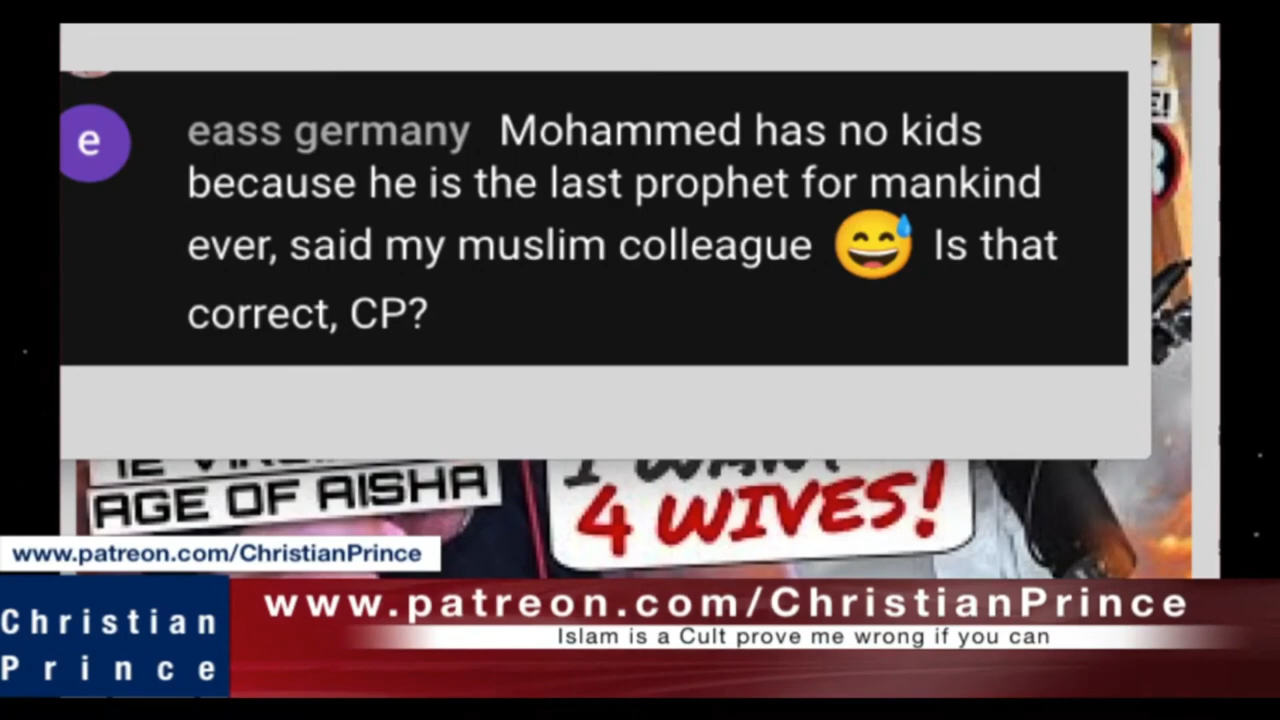 e
eass germany Mohammed has no kids
because he is the last prophet for mankind
ever, said my muslim colleague 😅 Is that
correct, CP?
AGE OF AISHA
I WANT
4 WIVES!
www.patreon.com/ChristianPrince
Christian
Prince
www.patreon.com/ChristianPrince
Islam is a Cult prove me wrong if you can